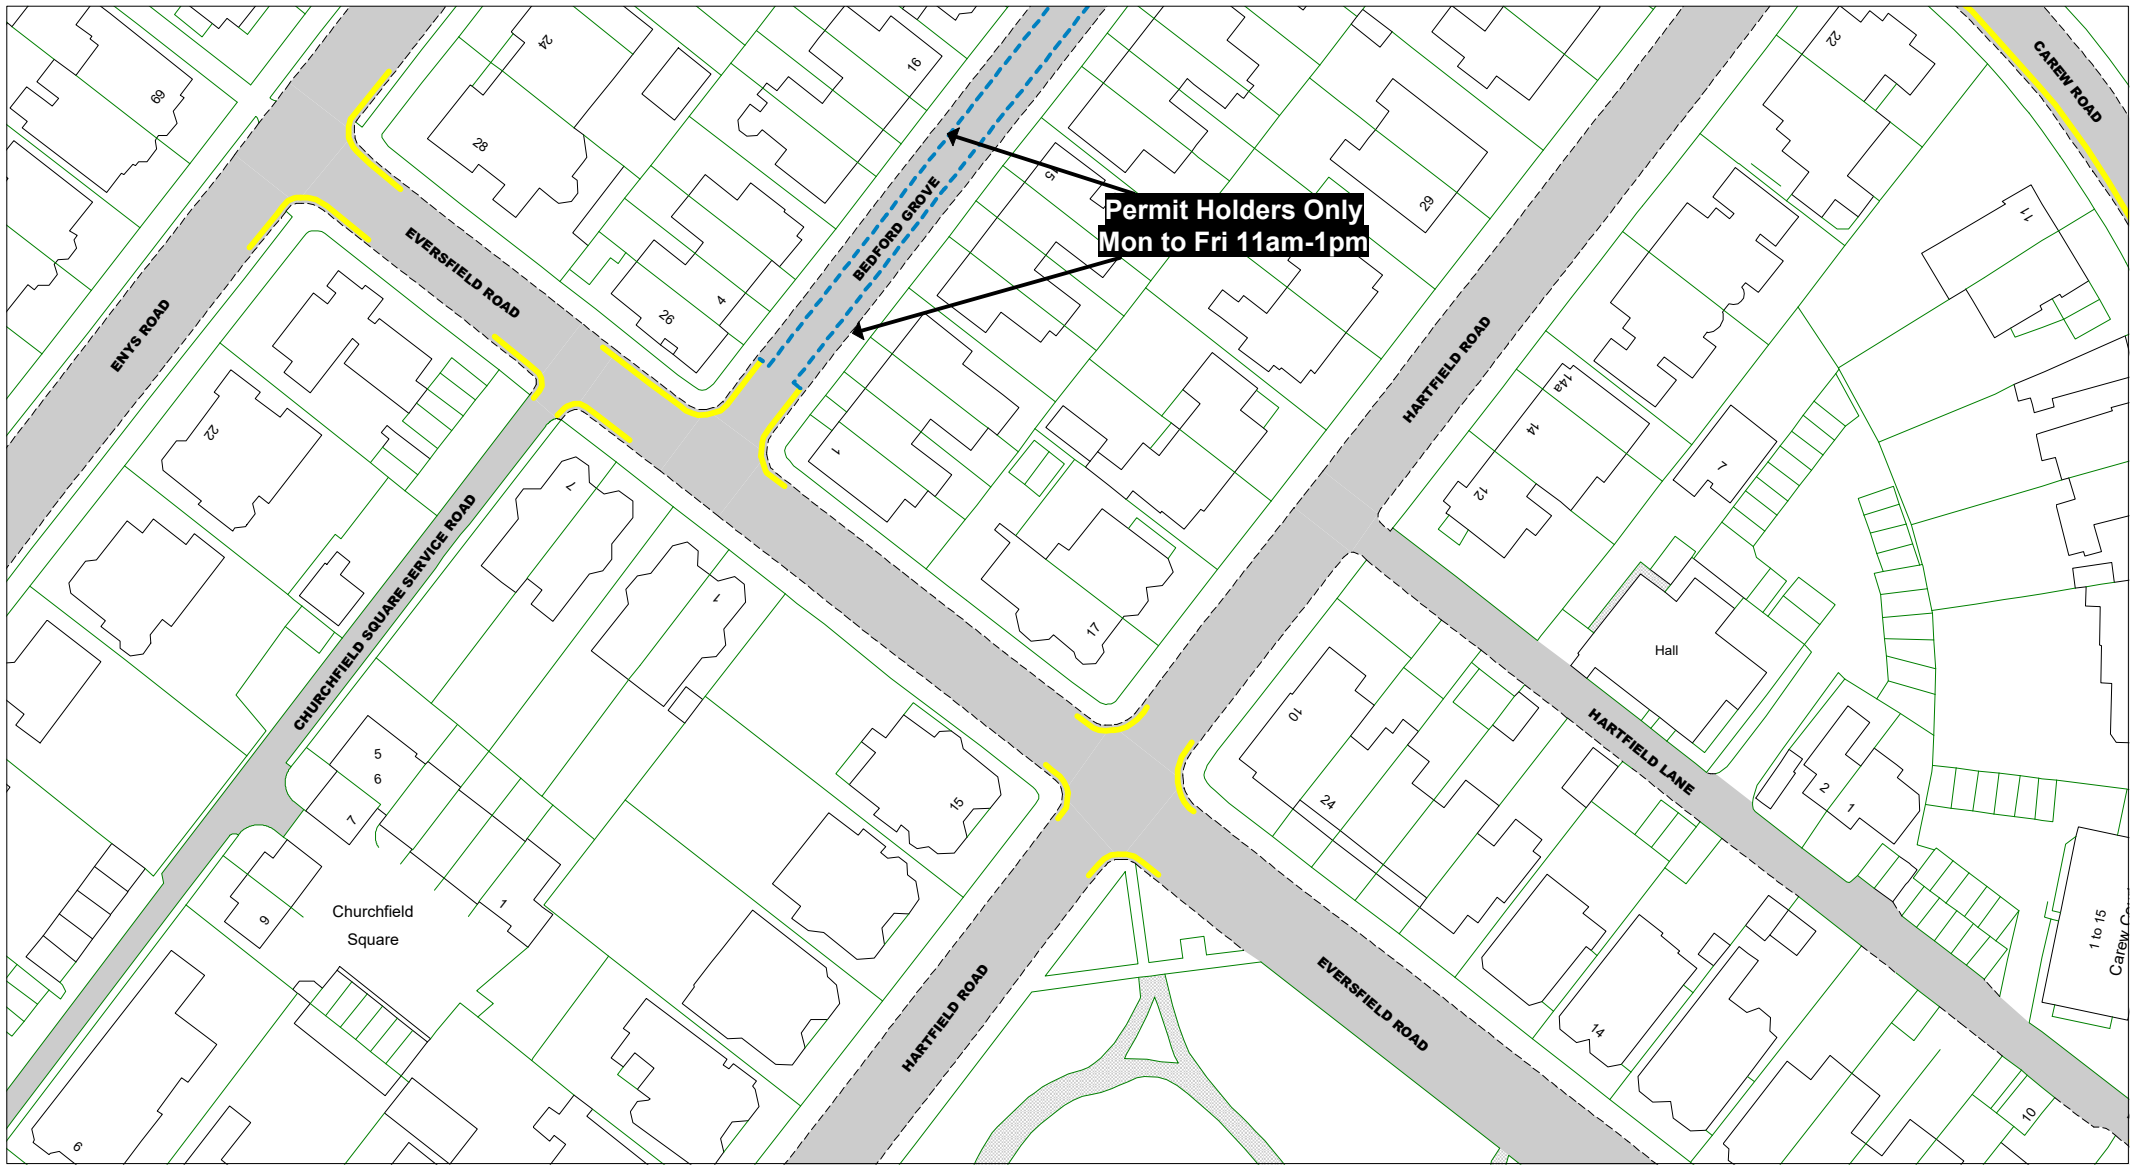 24
16
22
CAREW ROAD
69
28
15
BEDFORD GROVE
Permit Holders Only
Mon to Fri 11am-1pm
29
11
EVERSFIELD ROAD
ENYS ROAD
26
4
HARTFIELD ROAD
14a
14
12
7
22
1
7
1
CHURCHFIELD SQUARE SERVICE ROAD
17
Hall
10
HARTFIELD LANE
5
6
7
15
24
2
1
9
1
Churchfield
Square
1 to 15
HARTFIELD ROAD
EVERSFIELD ROAD
14
10
6